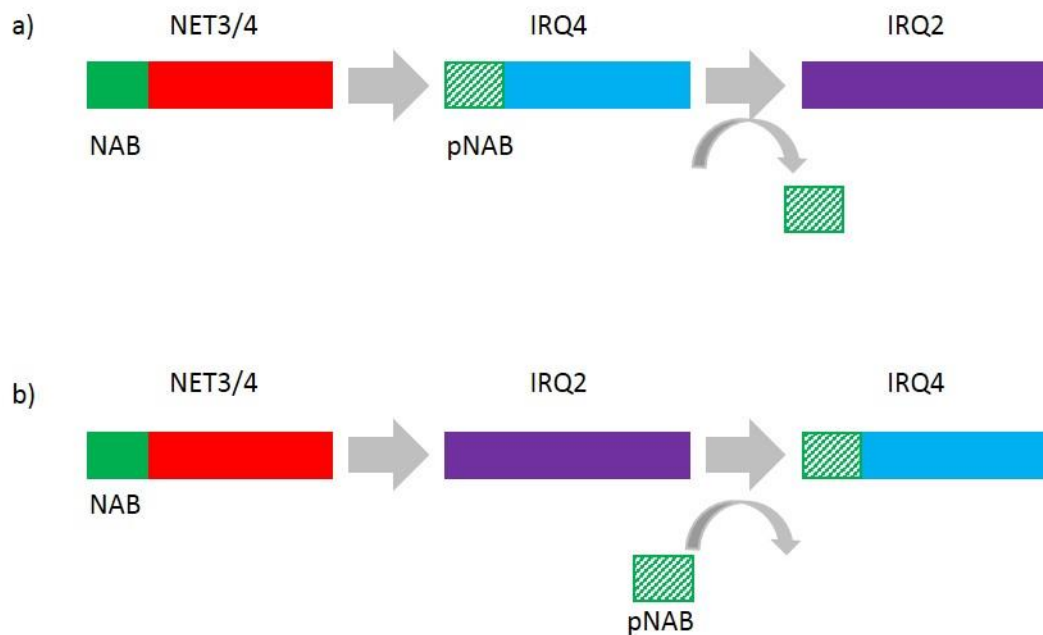 a)
NET3/4
IRQ4
IRQ2
NAB
pNAB
b)
NET3/4
IRQ2
IRQ4
NAB
pNAB